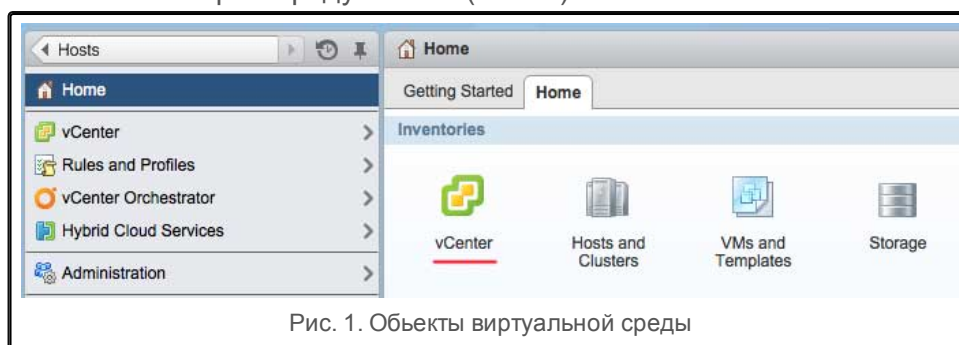 Hosts
Home
Home
Getting Started Home
Inventories
vCenter
Rules and Profiles
vCenter Orchestrator
Hybrid Cloud Services
Administration
vCenter
Hosts and
Clusters
VMs and
Templates
Storage
Рис. 1. Обьекты виртуальной среды